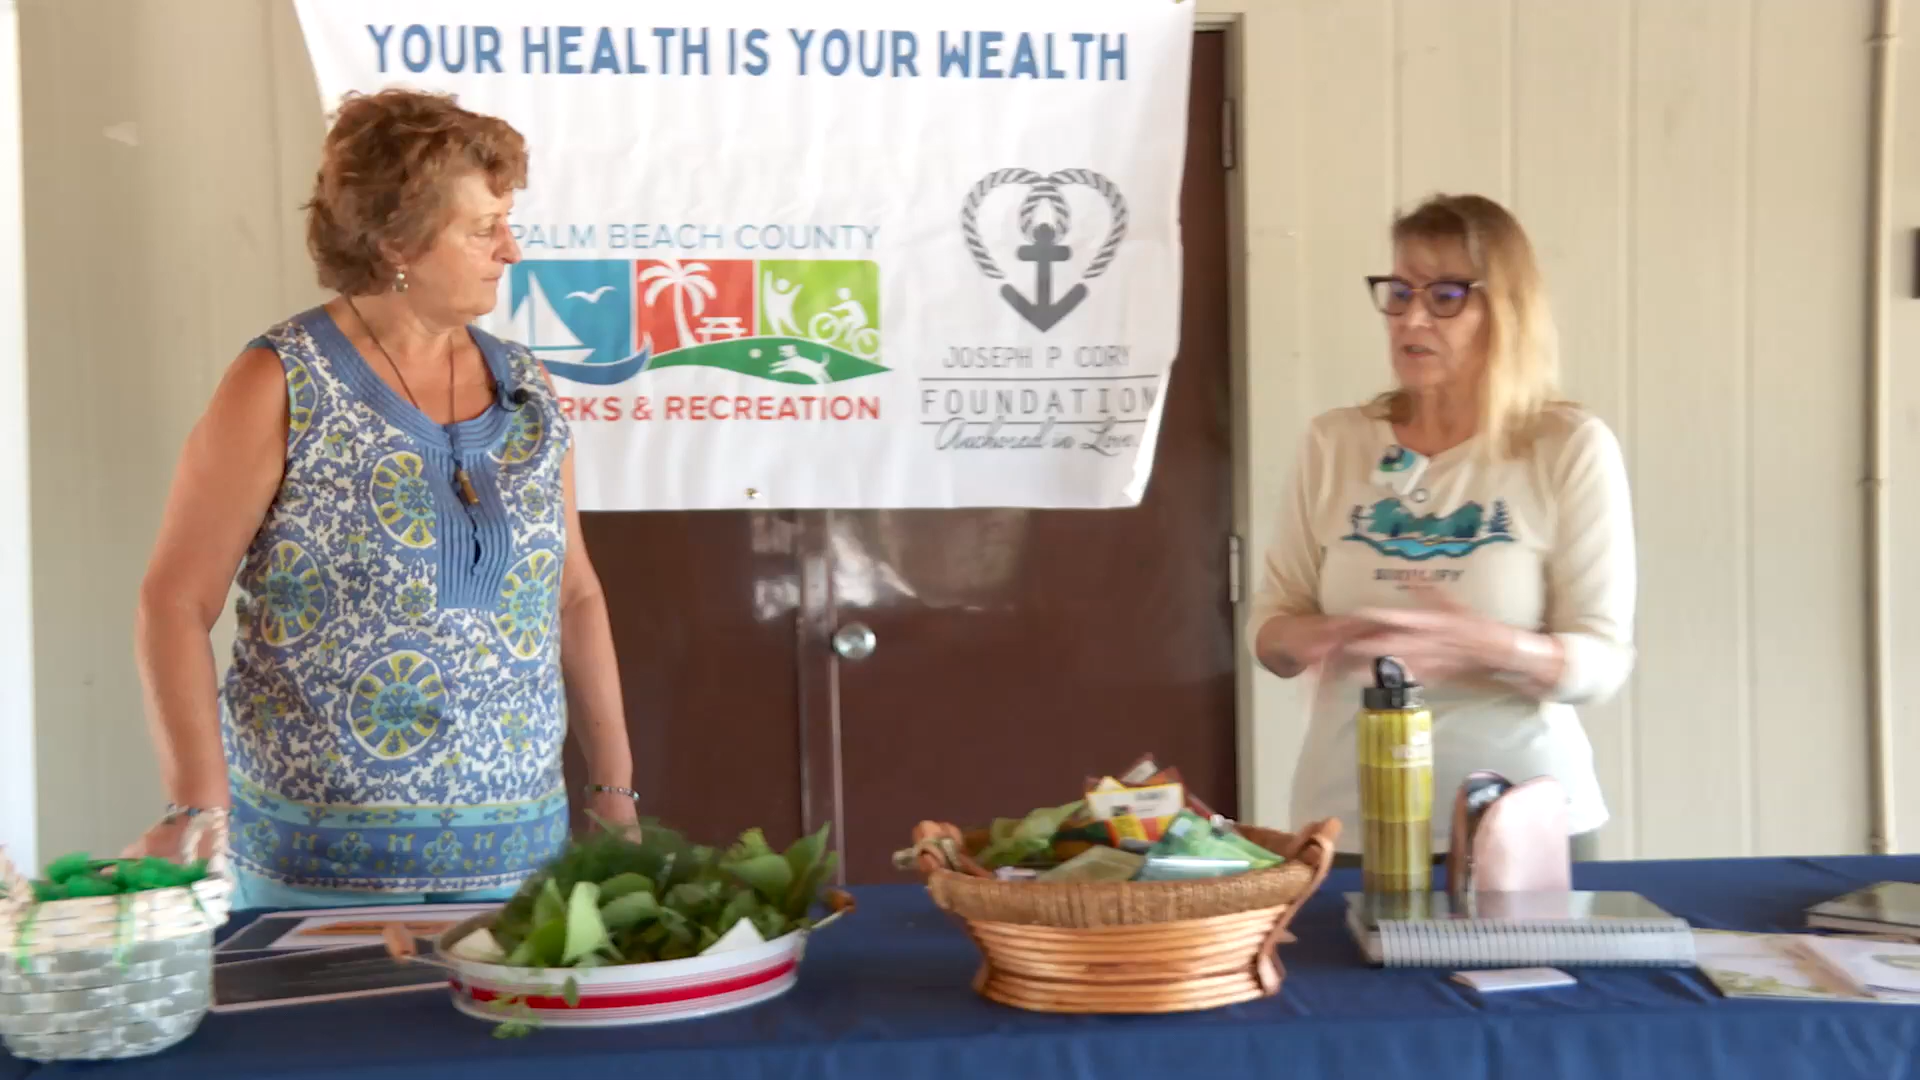 YOUR HEALTH IS YOUR WEALTH
PALM BEACH COUNTY
RKS & RECREATION
JOSEPH P CORY
FOUNDATION
Anchored in Love